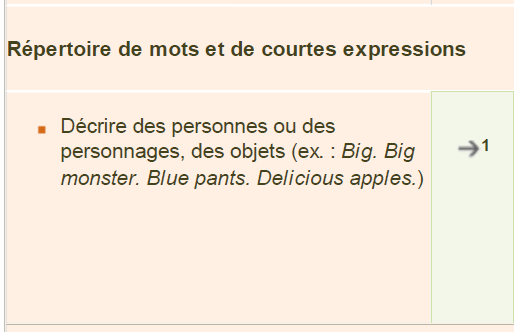 Répertoire de mots et de courtes expressions
▪ Décrire des personnes ou des
personnages, des objets (ex. : Big. Big
monster. Blue pants. Delicious apples.)
→1